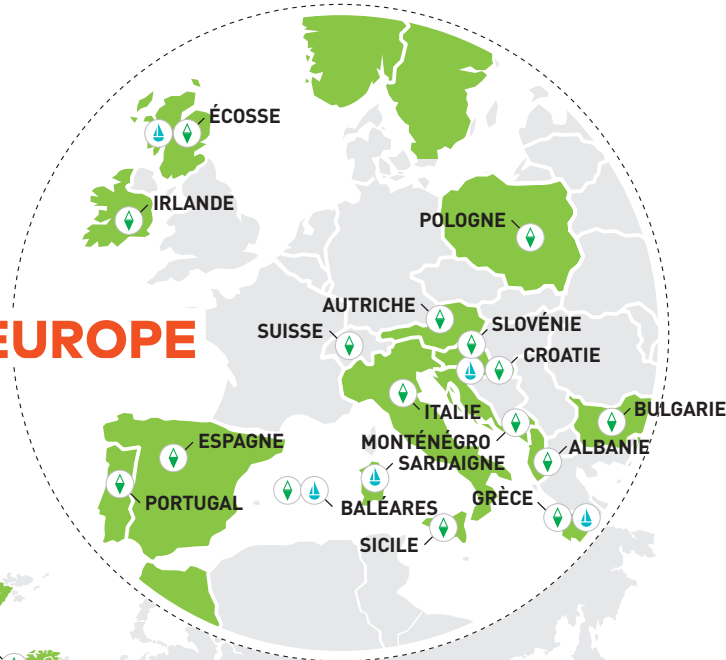 ÉCOSSE
IRLANDE
POLOGNE
AUTRICHE
SLOVÉNIE
EUROPE
SUISSE
CROATIE
ITALIE
BULGARIE
ESPAGNE
MONTÉNÉGRO
ALBANIE
SARDAIGNE
GRÈCE
PORTUGAL
BALÉARES
SICILE